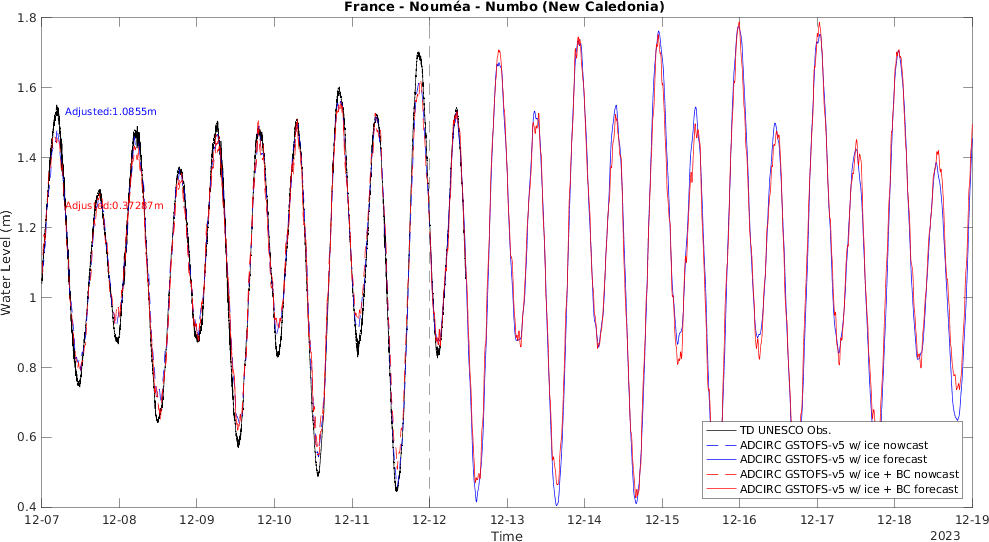 France - Nouméa - Numbo (New Caledonia)
Water Level (m)
1.8
1.6
1.4
1.2
1
0.8
0.6
0.4
Adjusted:1.0855m
Adjusted:0.37287m
TD UNESCO Obs.
ADCIRC GSTOFS-v5 w/ ice nowcast
ADCIRC GSTOFS-v5 w/ ice forecast
ADCIRC GSTOFS-v5 w/ ice + BC nowcast
ADCIRC GSTOFS-v5 w/ ice + BC forecast
12-07 12-08 12-09 12-10 12-11 12-12 12-13 12-14 12-15 12-16 12-17 12-18 12-19
Time
2023